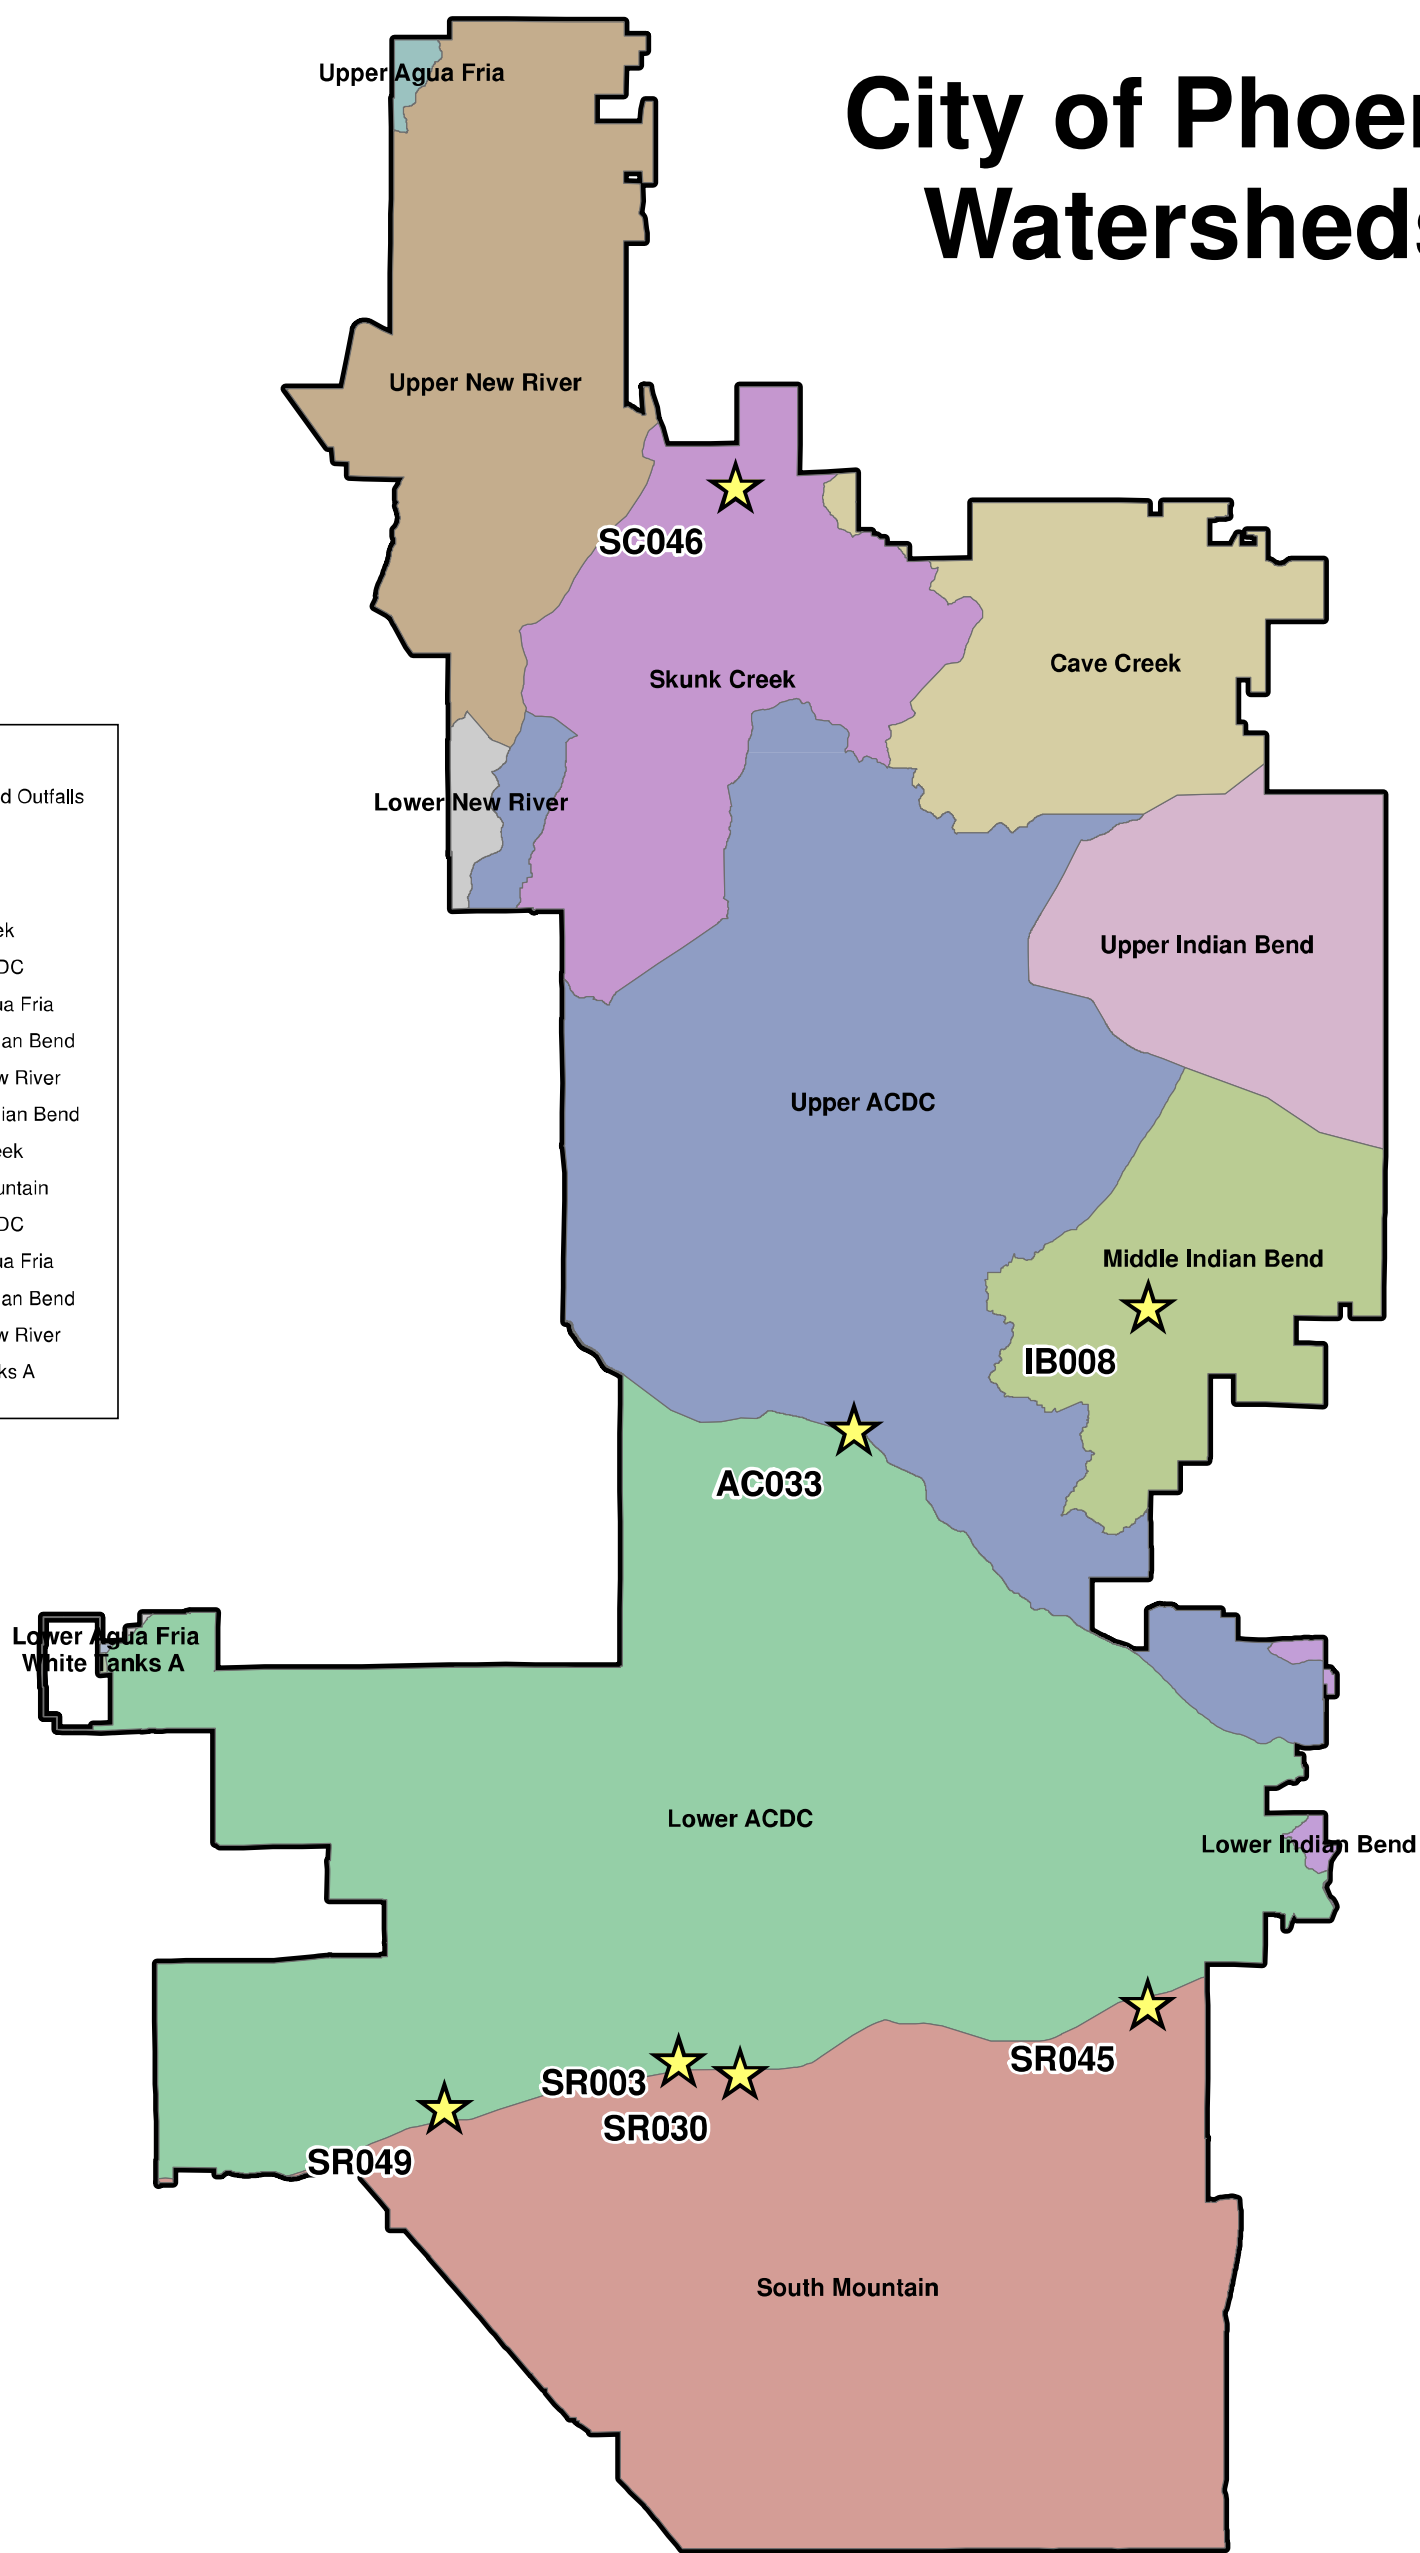 City of Phoe
Watersheds
Upper Agua Fria
Upper New River
SC046
Skunk Creek
Cave Creek
Lower New River
Upper Indian Bend
Upper ACDC
Middle Indian Bend
IB008
AC033
Lower Agua Fria
White Tanks A
Lower ACDC
Lower Indian Bend
SR045
SR003
SR030
SR049
South Mountain
d Outfalls
ek
DC
ua Fria
an Bend
w River
ian Bend
eek
untain
DC
ua Fria
an Bend
w River
ks A